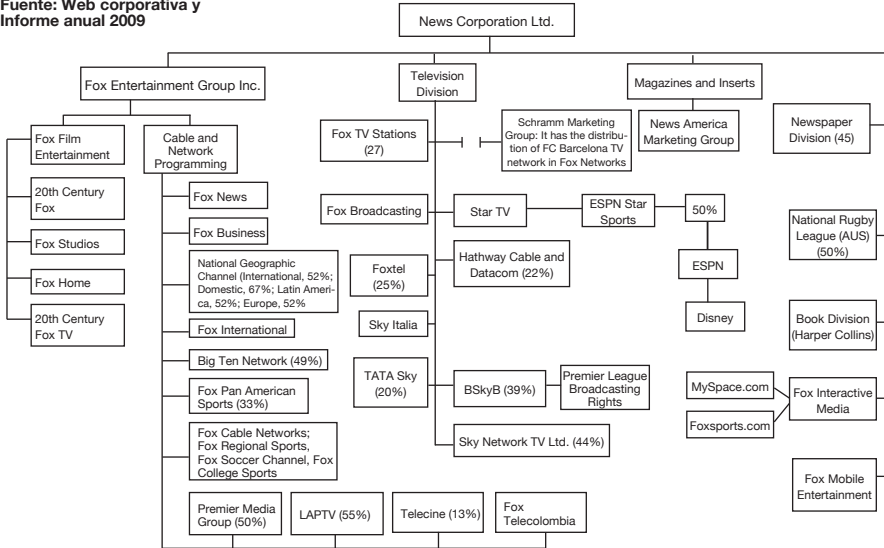 Fuente: Web corporativa y
Informe anual 2009
News Corporation Ltd.
Fox Entertainment Group Inc.
Television
Division
Magazines and Inserts
Fox Film
Entertainment
20th Century
Fox
Fox Studios
Fox Home
20th Century
Fox TV
Cable and
Network
Programming
Fox News
Fox Business
National Geographic
Channel (International, 52%;
Domestic, 67%; Latin Ameri-
ca, 52%; Europe, 52%
Fox International
Big Ten Network (49%)
Fox Pan American
Sports (33%)
Fox Cable Networks;
Fox Regional Sports,
Fox Soccer Channel, Fox
College Sports
Premier Media
Group (50%)
LAPTV (55%)
Telecine (13%)
Fox
Telecolombia
Fox TV Stations
(27)
Schramm Marketing
Group: It has the distribu-
tion of FC Barcelona TV
network in Fox Networks
Fox Broadcasting
Star TV
ESPN Star
Sports
50%
ESPN
Disney
Foxtel
(25%)
Hathway Cable and
Datacom (22%)
Sky Italia
TATA Sky
(20%)
BSkyB (39%)
Premier League
Broadcasting
Rights
Sky Network TV Ltd. (44%)
News America
Marketing Group
Newspaper
Division (45)
National Rugby
League (AUS)
(50%)
Book Division
(Harper Collins)
MySpace.com
Foxsports.com
Fox Interactive
Media
Fox Mobile
Entertainment